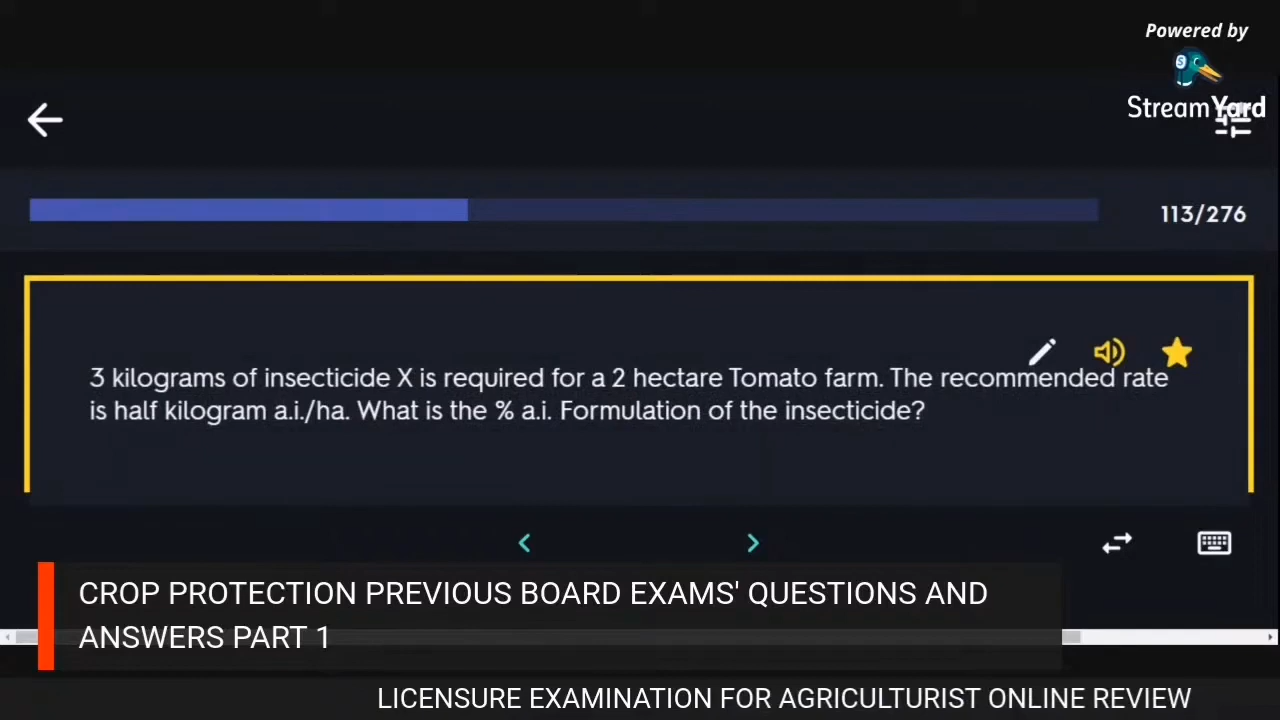 Powered by
StreamYard
113/276
3 kilograms of insecticide X is required for a 2 hectare Tomato farm. The recommended rate
is half kilogram a.i./ha. What is the % a.i. Formulation of the insecticide?
CROP PROTECTION PREVIOUS BOARD EXAMS' QUESTIONS AND
ANSWERS PART 1
LICENSURE EXAMINATION FOR AGRICULTURIST ONLINE REVIEW